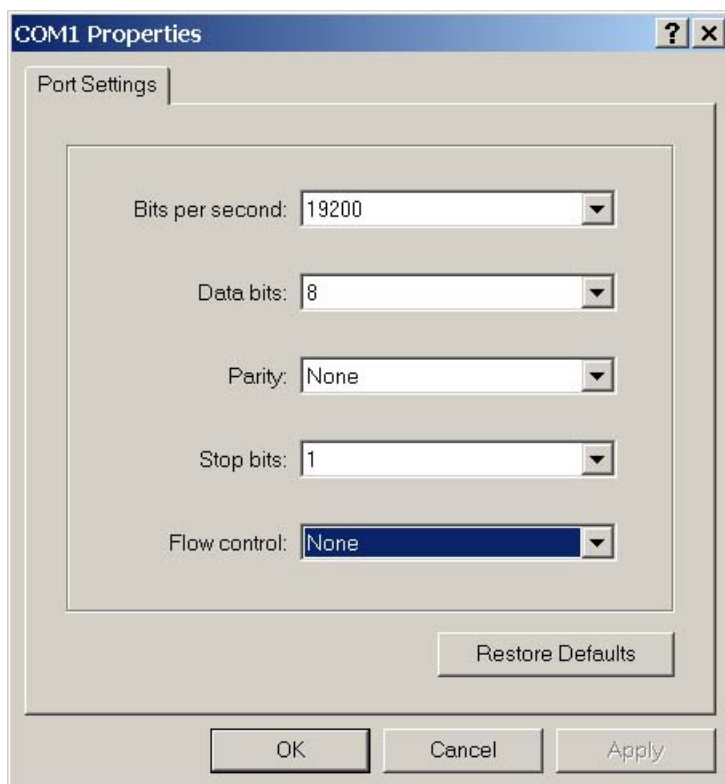 COM1 Properties
Port Settings
Bits per second: 19200
Data bits: 8
Parity: None
Stop bits: 1
Flow control: None
Restore Defaults
OK Cancel Apply